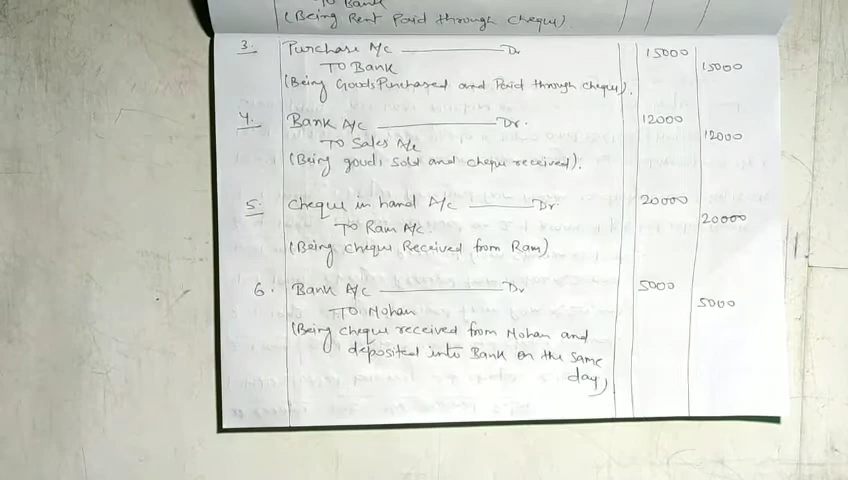 To Bank
(Being Rent Paid through Cheque).
3. Purchase A/c ——— Dr 15000
To Bank 15000
(Being Goods Purchased and Paid through Cheque).
4. Bank A/c ——— Dr. 12000
To Sales A/c 12000
(Being goods sold and cheque received).
5. Cheque in hand A/c ——— Dr 20000
To Ram A/c 20000
(Being Cheque Received from Ram)
6. Bank A/c ——— Dr 5000
To Mohan 5000
(Being cheque received from Mohan and
deposited into Bank on the same
day)